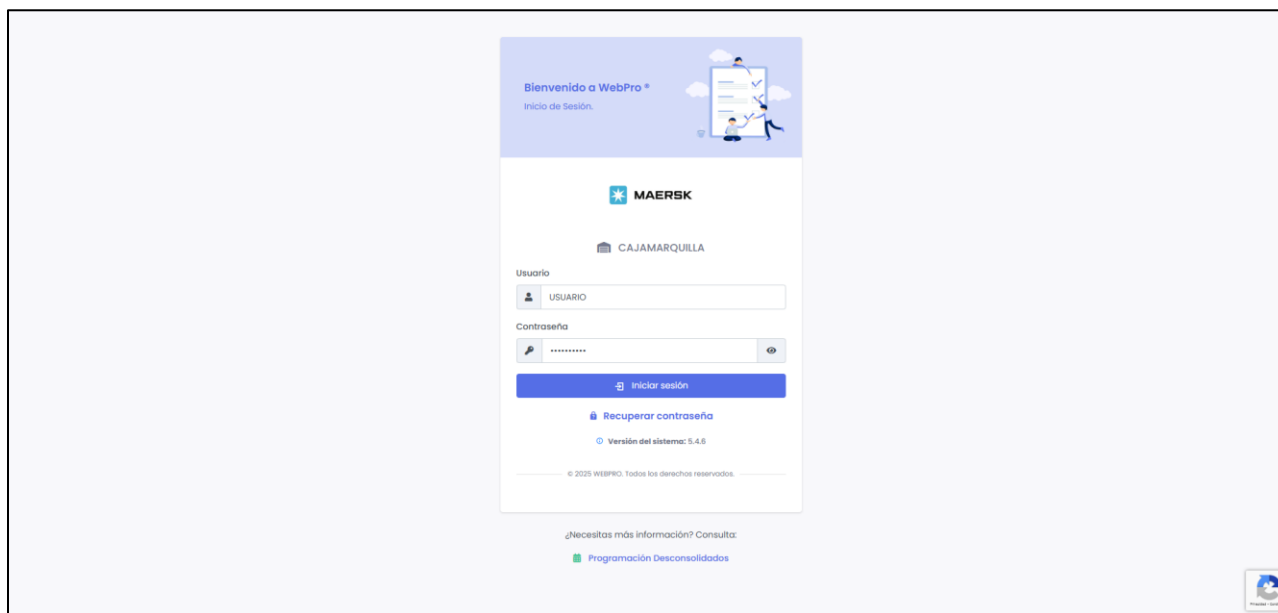 Bienvenido a WebPro ®
Inicio de Sesión.
MAERSK
CAJAMARQUILLA
Usuario
USUARIO
Contraseña
••••••••••
Iniciar sesión
Recuperar contraseña
Versión del sistema: 5.4.6
© 2025 WEBPRO. Todos los derechos reservados.
¿Necesitas más información? Consulta:
Programación Desconsolidados